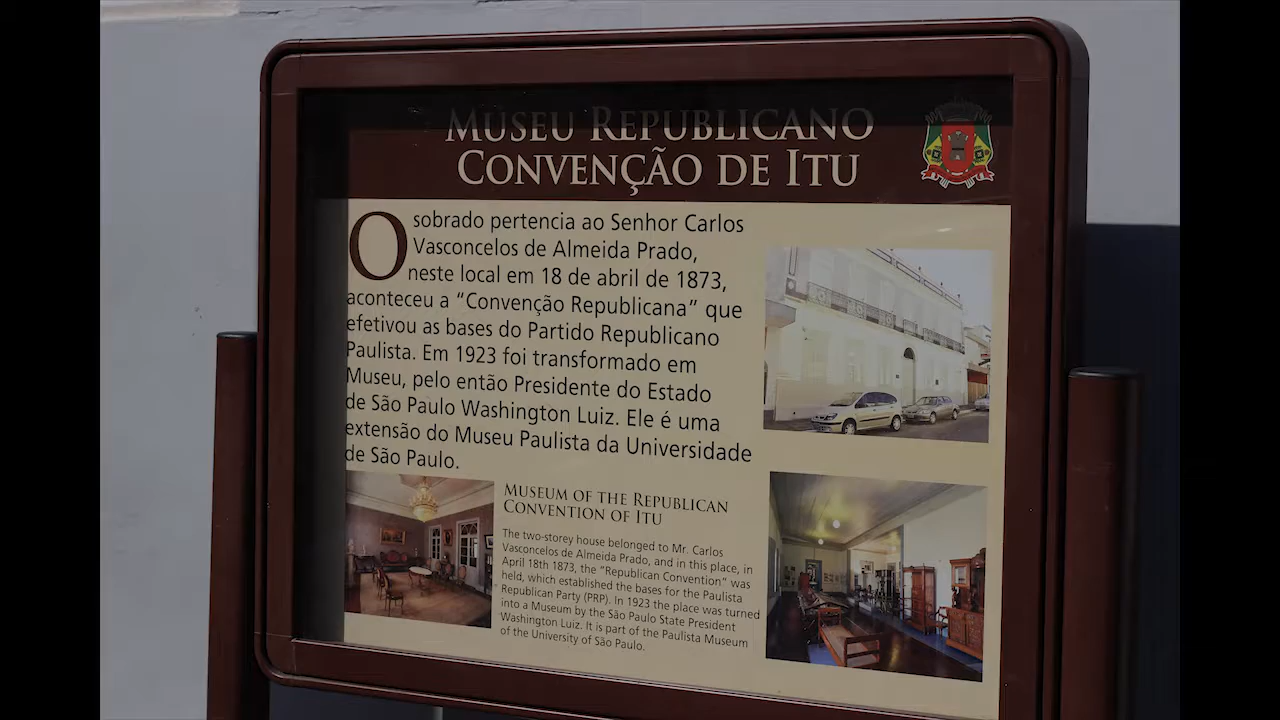 MUSEU REPUBLICANO
CONVENÇÃO DE ITU
O sobrado pertencia ao Senhor Carlos
Vasconcelos de Almeida Prado,
neste local em 18 de abril de 1873,
aconteceu a “Convenção Republicana” que
efetivou as bases do Partido Republicano
Paulista. Em 1923 foi transformado em
Museu, pelo então Presidente do Estado
de São Paulo Washington Luiz. Ele é uma
extensão do Museu Paulista da Universidade
de São Paulo.
MUSEUM OF THE REPUBLICAN
CONVENTION OF ITU
The two-storey house belonged to Mr. Carlos
Vasconcelos de Almeida Prado, and in this place, in
April 18th 1873, the “Republican Convention” was
held, which established the bases for the Paulista
Republican Party (PRP). In 1923 the place was turned
into a Museum by the São Paulo State President
Washington Luiz. It is part of the Paulista Museum
of the University of São Paulo.